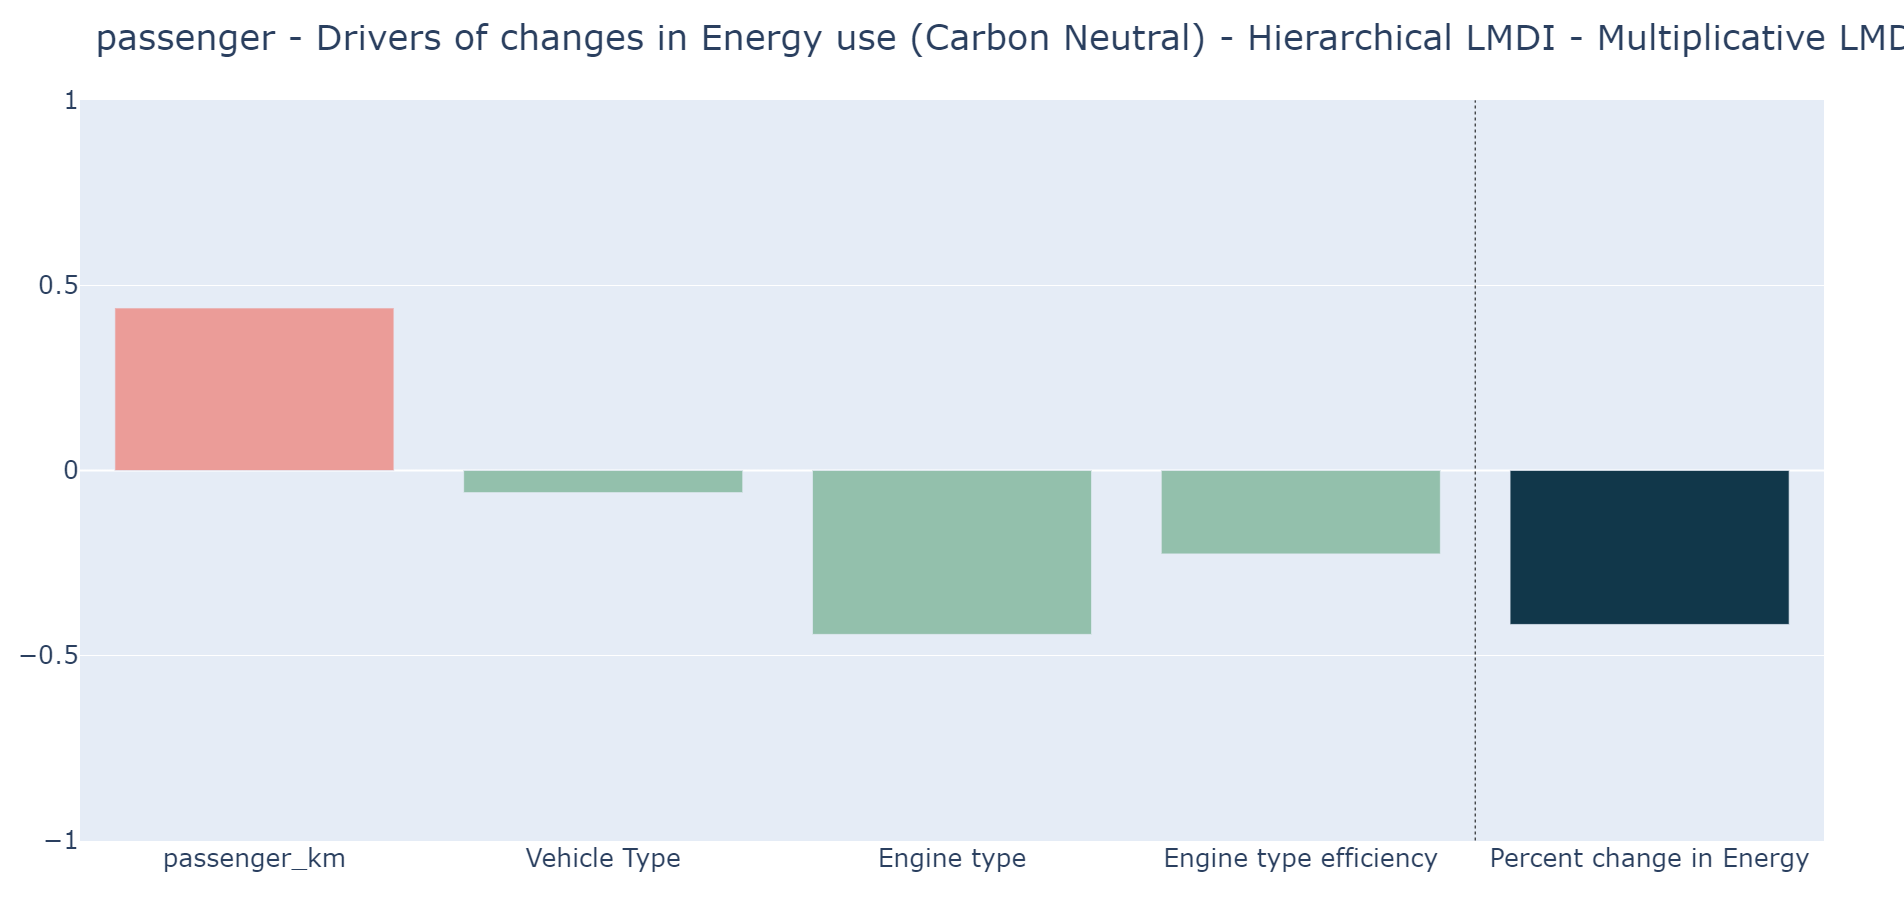 passenger - Drivers of changes in Energy use (Carbon Neutral) - Hierarchical LMDI - Multiplicative LMD
1
0.5
0
−0.5
−1
passenger_km
Vehicle Type
Engine type
Engine type efficiency
Percent change in Energy